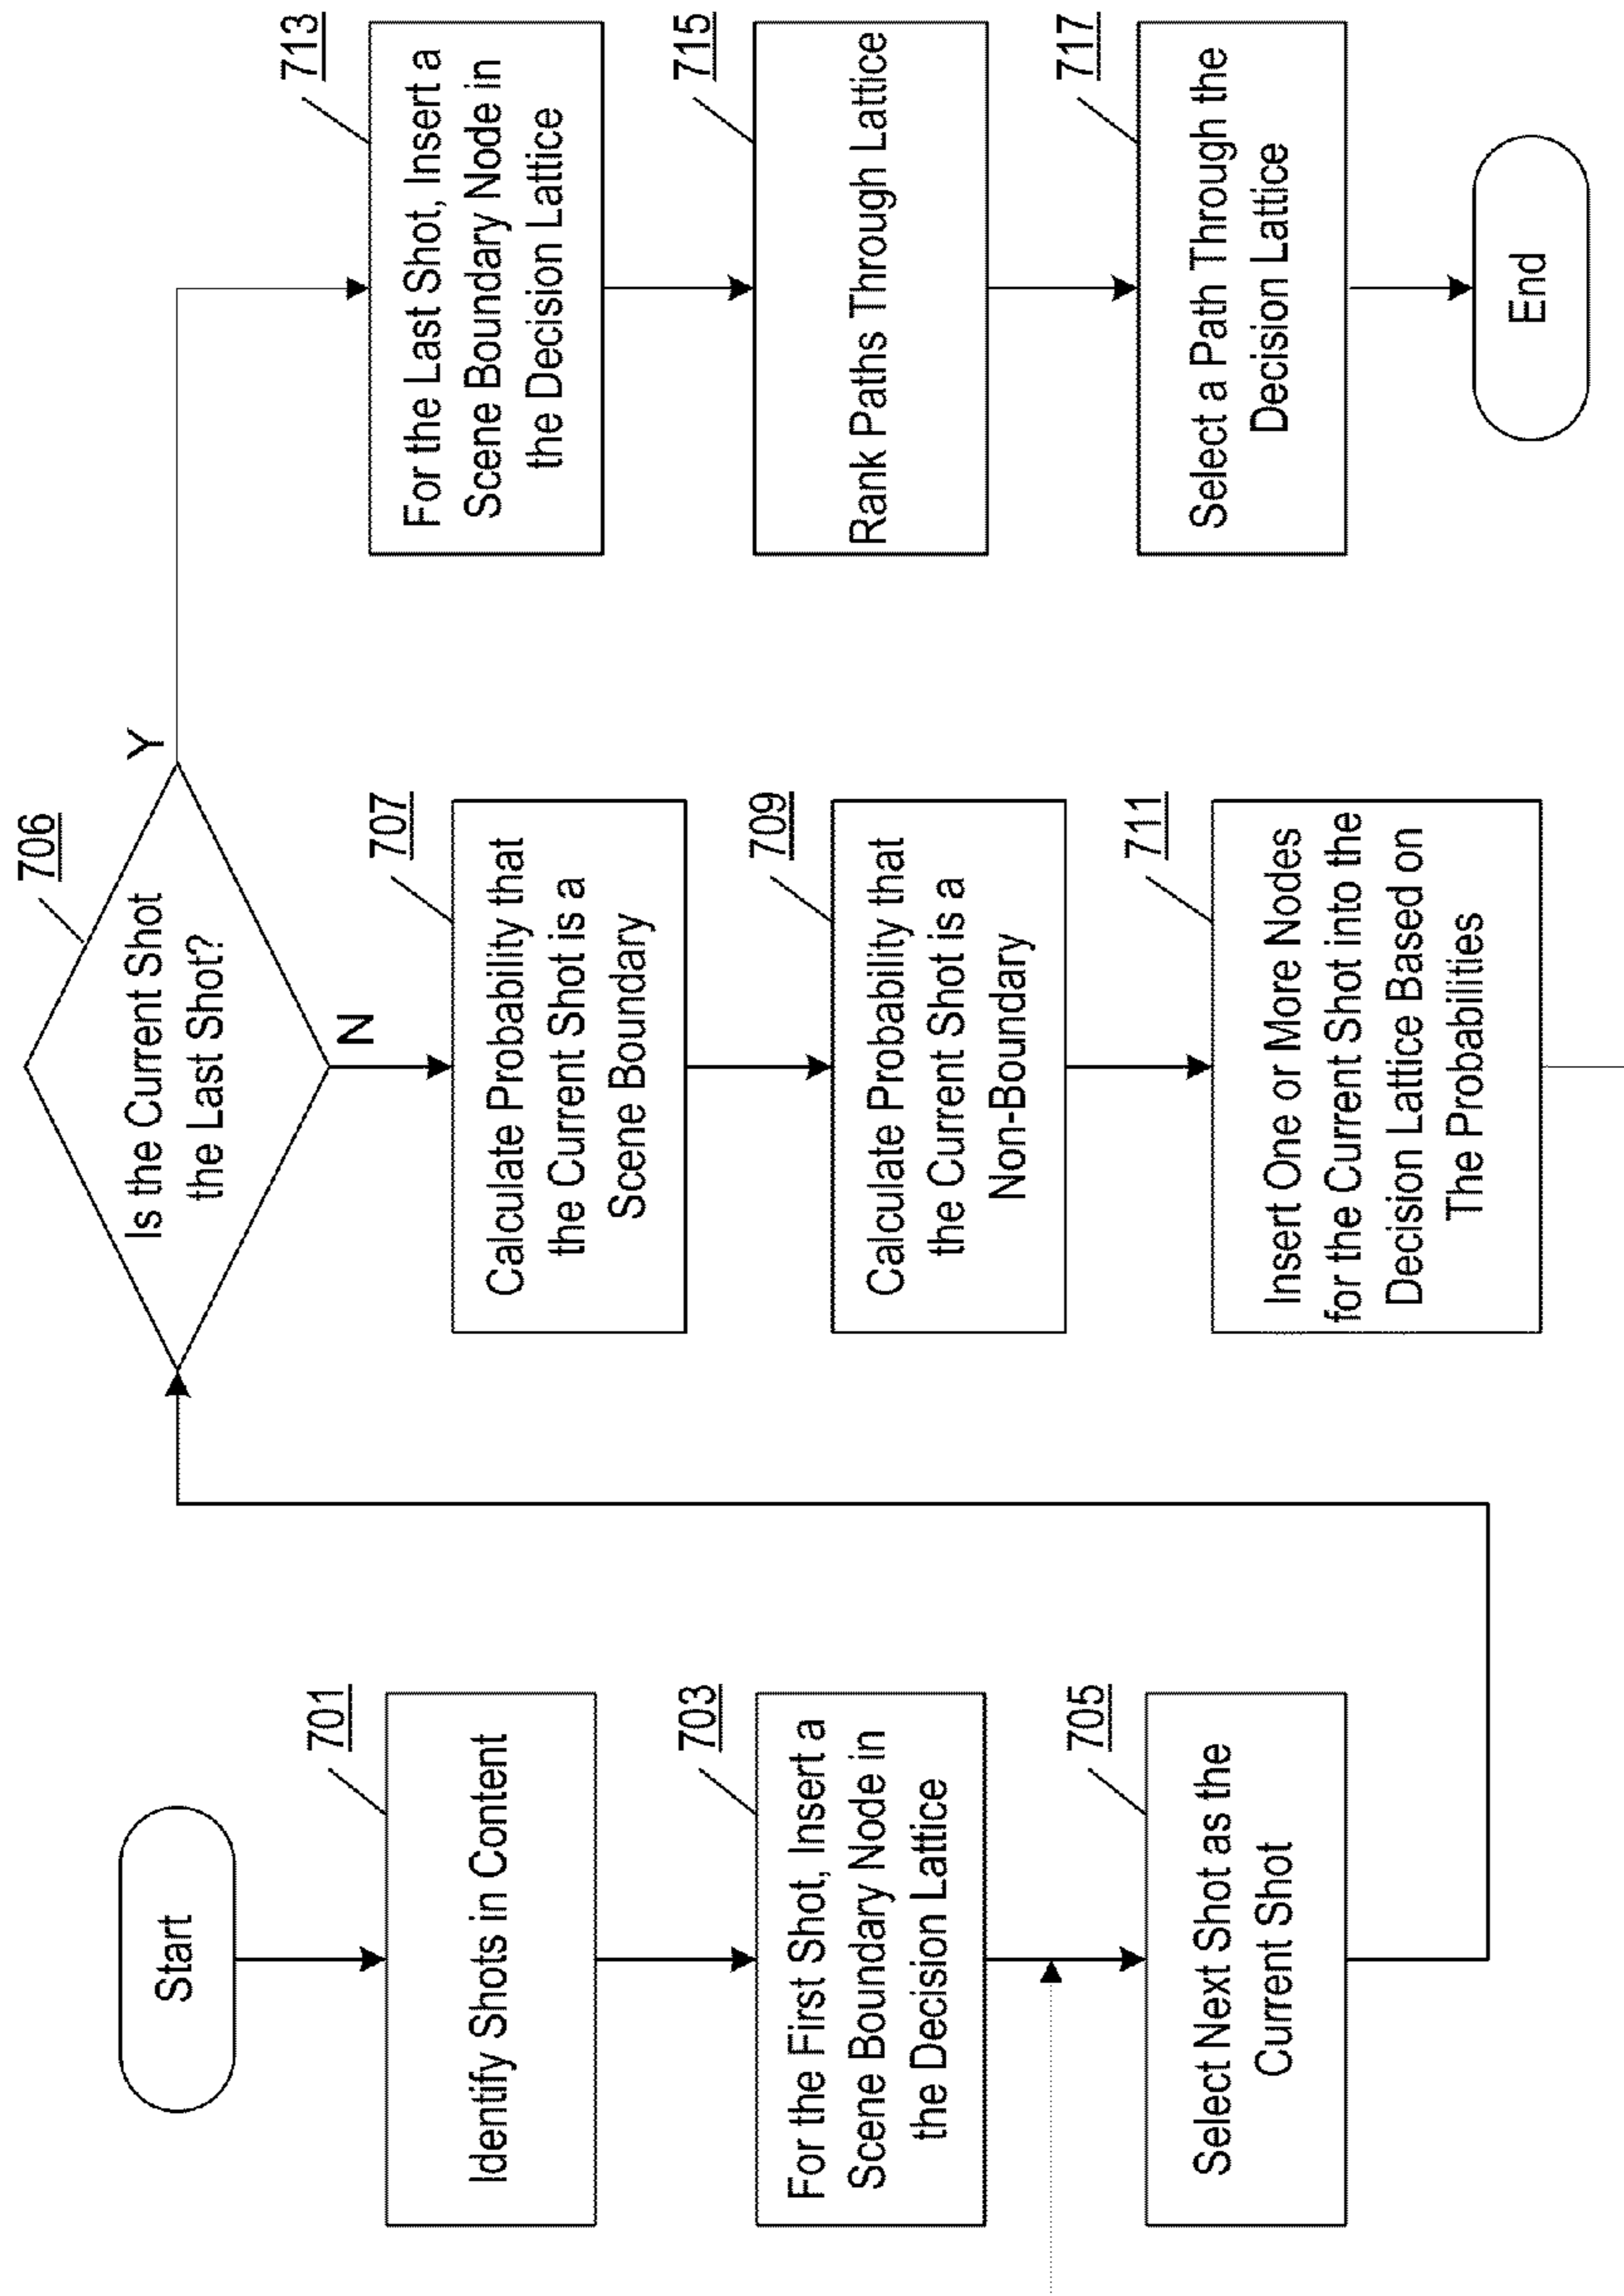 Start
701
Identify Shots in Content
703
For the First Shot, Insert a
Scene Boundary Node in
the Decision Lattice
705
Select Next Shot as the
Current Shot
706
Is the Current Shot
the Last Shot?
Y
N
707
Calculate Probability that
the Current Shot is a
Scene Boundary
709
Calculate Probability that
the Current Shot is a
Non-Boundary
711
Insert One or More Nodes
for the Current Shot into the
Decision Lattice Based on
The Probabilities
713
For the Last Shot, Insert a
Scene Boundary Node in
the Decision Lattice
715
Rank Paths Through Lattice
717
Select a Path Through the
Decision Lattice
End